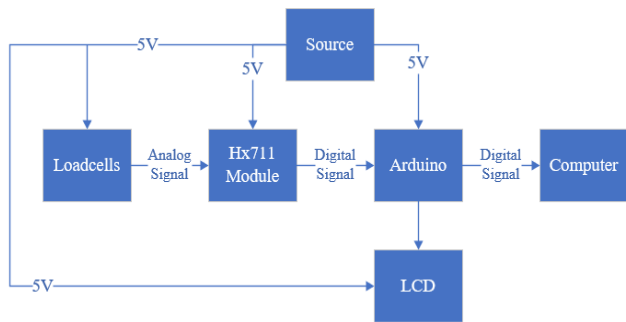 Source
5V
5V
5V
Loadcells
Analog
Signal
Hx711
Module
Digital
Signal
Arduino
Digital
Signal
Computer
5V
LCD